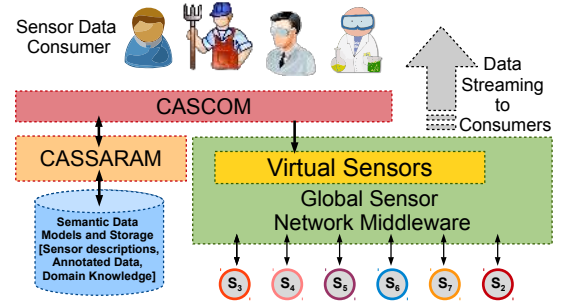 Sensor Data
Consumer
Data
Streaming
to
Consumers
CASCOM
CASSARAM
Virtual Sensors
Global Sensor
Network Middleware
Semantic Data
Models and Storage
[Sensor descriptions,
Annotated Data,
Domain Knowledge]
S3
S4
S5
S6
S7
S2